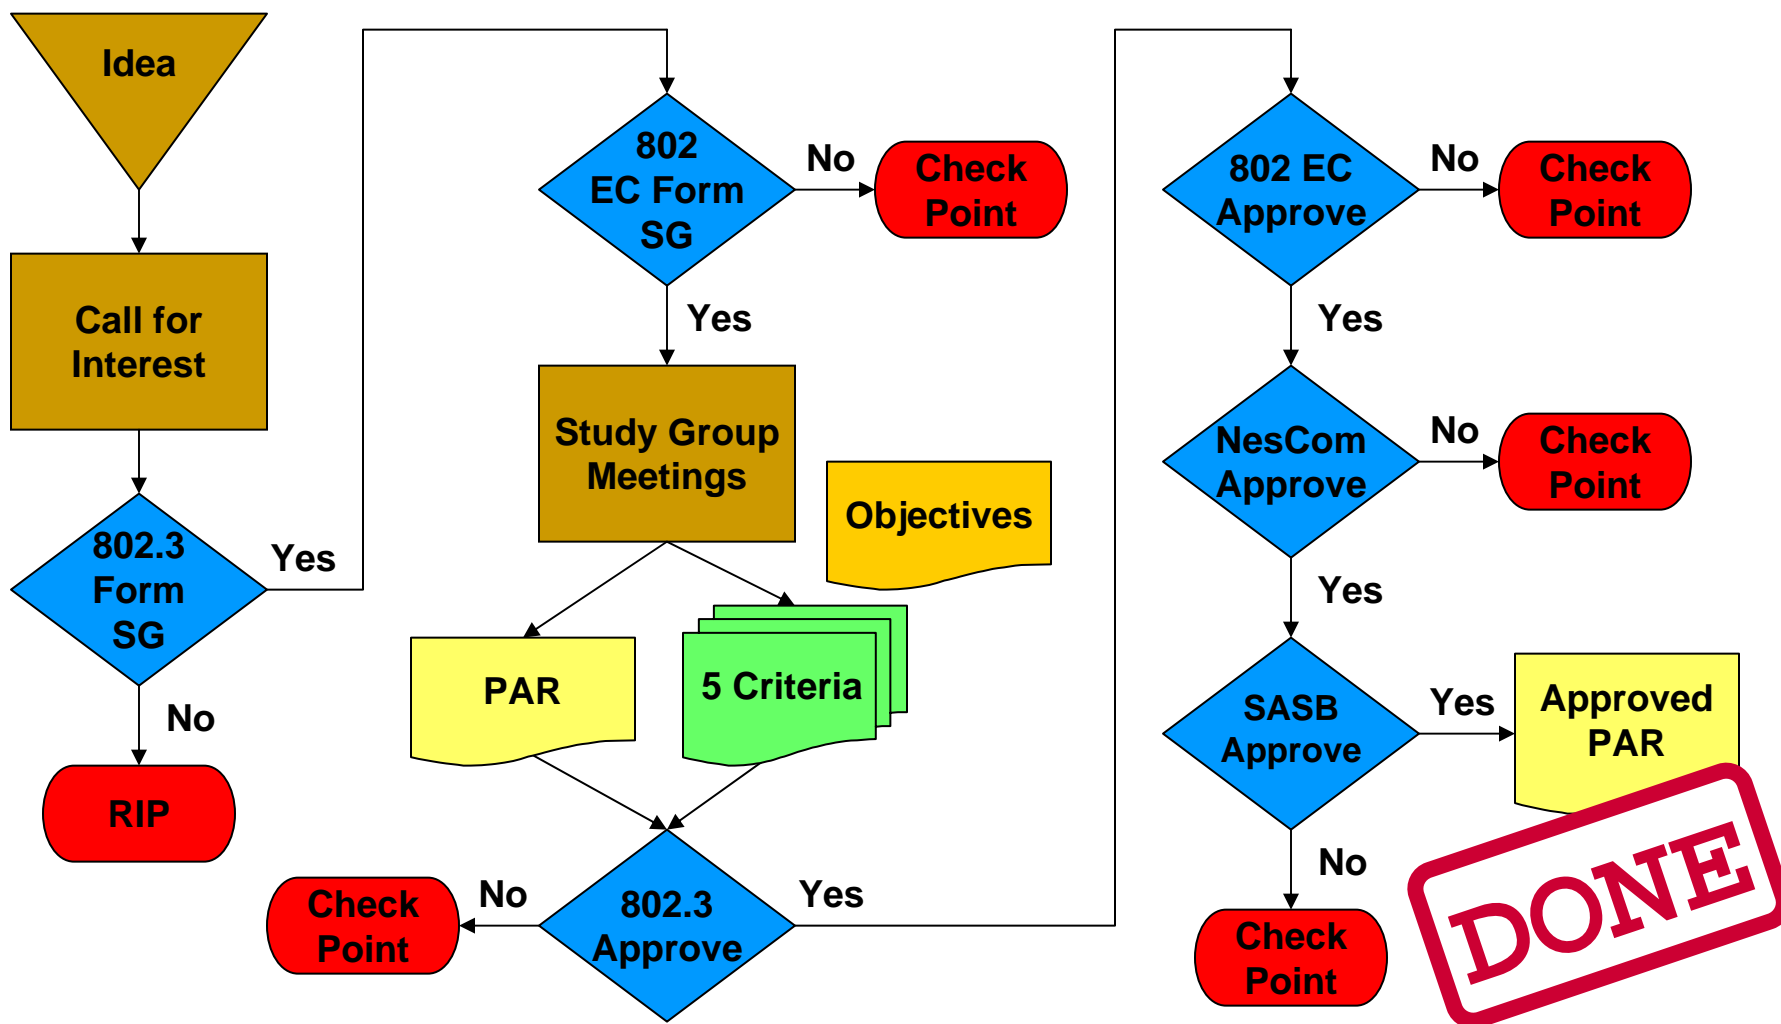 Idea
Call for
Interest
802.3
Form
SG
Yes
No
RIP
802
EC Form
SG
No
Check
Point
Yes
Study Group
Meetings
Objectives
PAR
5 Criteria
802.3
Approve
No
Check
Point
Yes
802 EC
Approve
No
Check
Point
Yes
NesCom
Approve
No
Check
Point
Yes
SASB
Approve
Yes
Approved
PAR
No
Check
Point
DONE